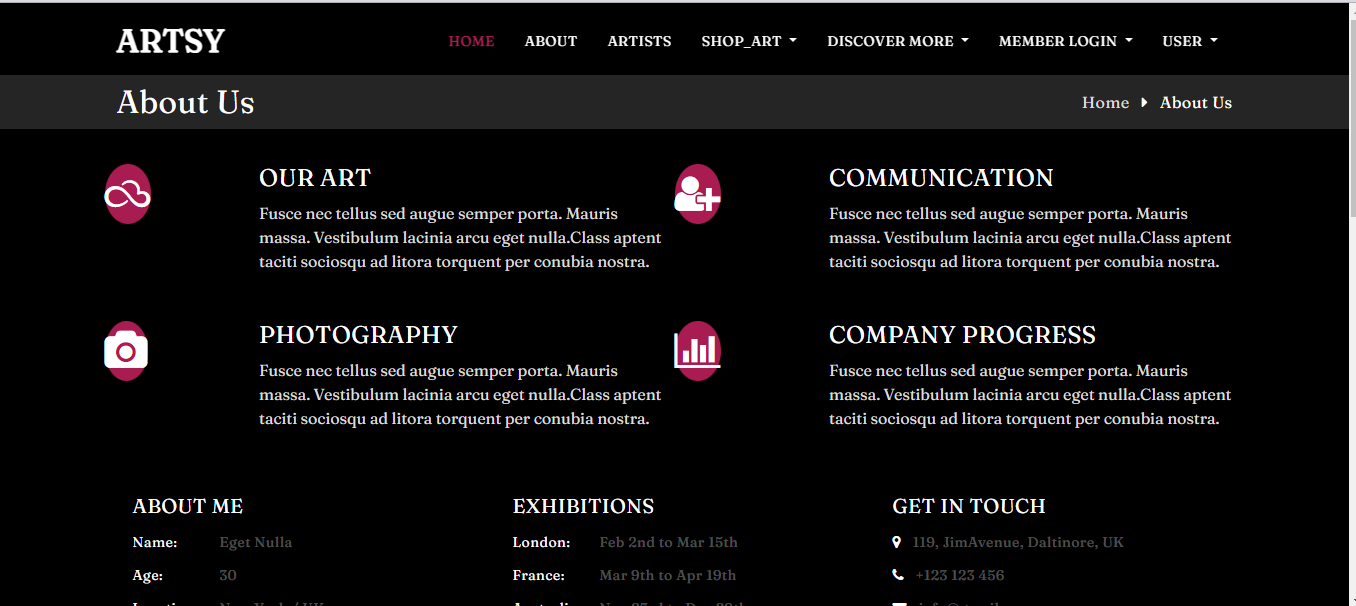 ARTSY
HOME ABOUT ARTISTS SHOP_ART DISCOVER MORE MEMBER LOGIN USER
About Us
Home About Us
OUR ART
Fusce nec tellus sed augue semper porta. Mauris
massa. Vestibulum lacinia arcu eget nulla.Class aptent
taciti sociosqu ad litora torquent per conubia nostra.
COMMUNICATION
Fusce nec tellus sed augue semper porta. Mauris
massa. Vestibulum lacinia arcu eget nulla.Class aptent
taciti sociosqu ad litora torquent per conubia nostra.
PHOTOGRAPHY
Fusce nec tellus sed augue semper porta. Mauris
massa. Vestibulum lacinia arcu eget nulla.Class aptent
taciti sociosqu ad litora torquent per conubia nostra.
COMPANY PROGRESS
Fusce nec tellus sed augue semper porta. Mauris
massa. Vestibulum lacinia arcu eget nulla.Class aptent
taciti sociosqu ad litora torquent per conubia nostra.
ABOUT ME
Name: Eget Nulla
Age: 30
EXHIBITIONS
London: Feb 2nd to Mar 15th
France: Mar 9th to Apr 19th
GET IN TOUCH
119, JimAvenue, Daltinore, UK
+123 123 456